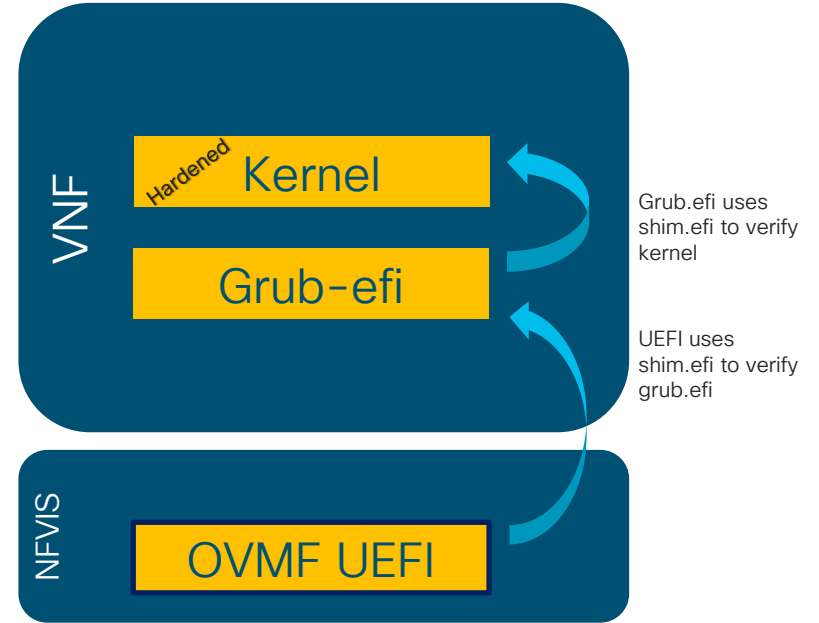 VNF
Hardened
Kernel
Grub-efi
Grub.efi uses
shim.efi to verify
kernel
UEFI uses
shim.efi to verify
grub.efi
NFVIS
OVMF UEFI